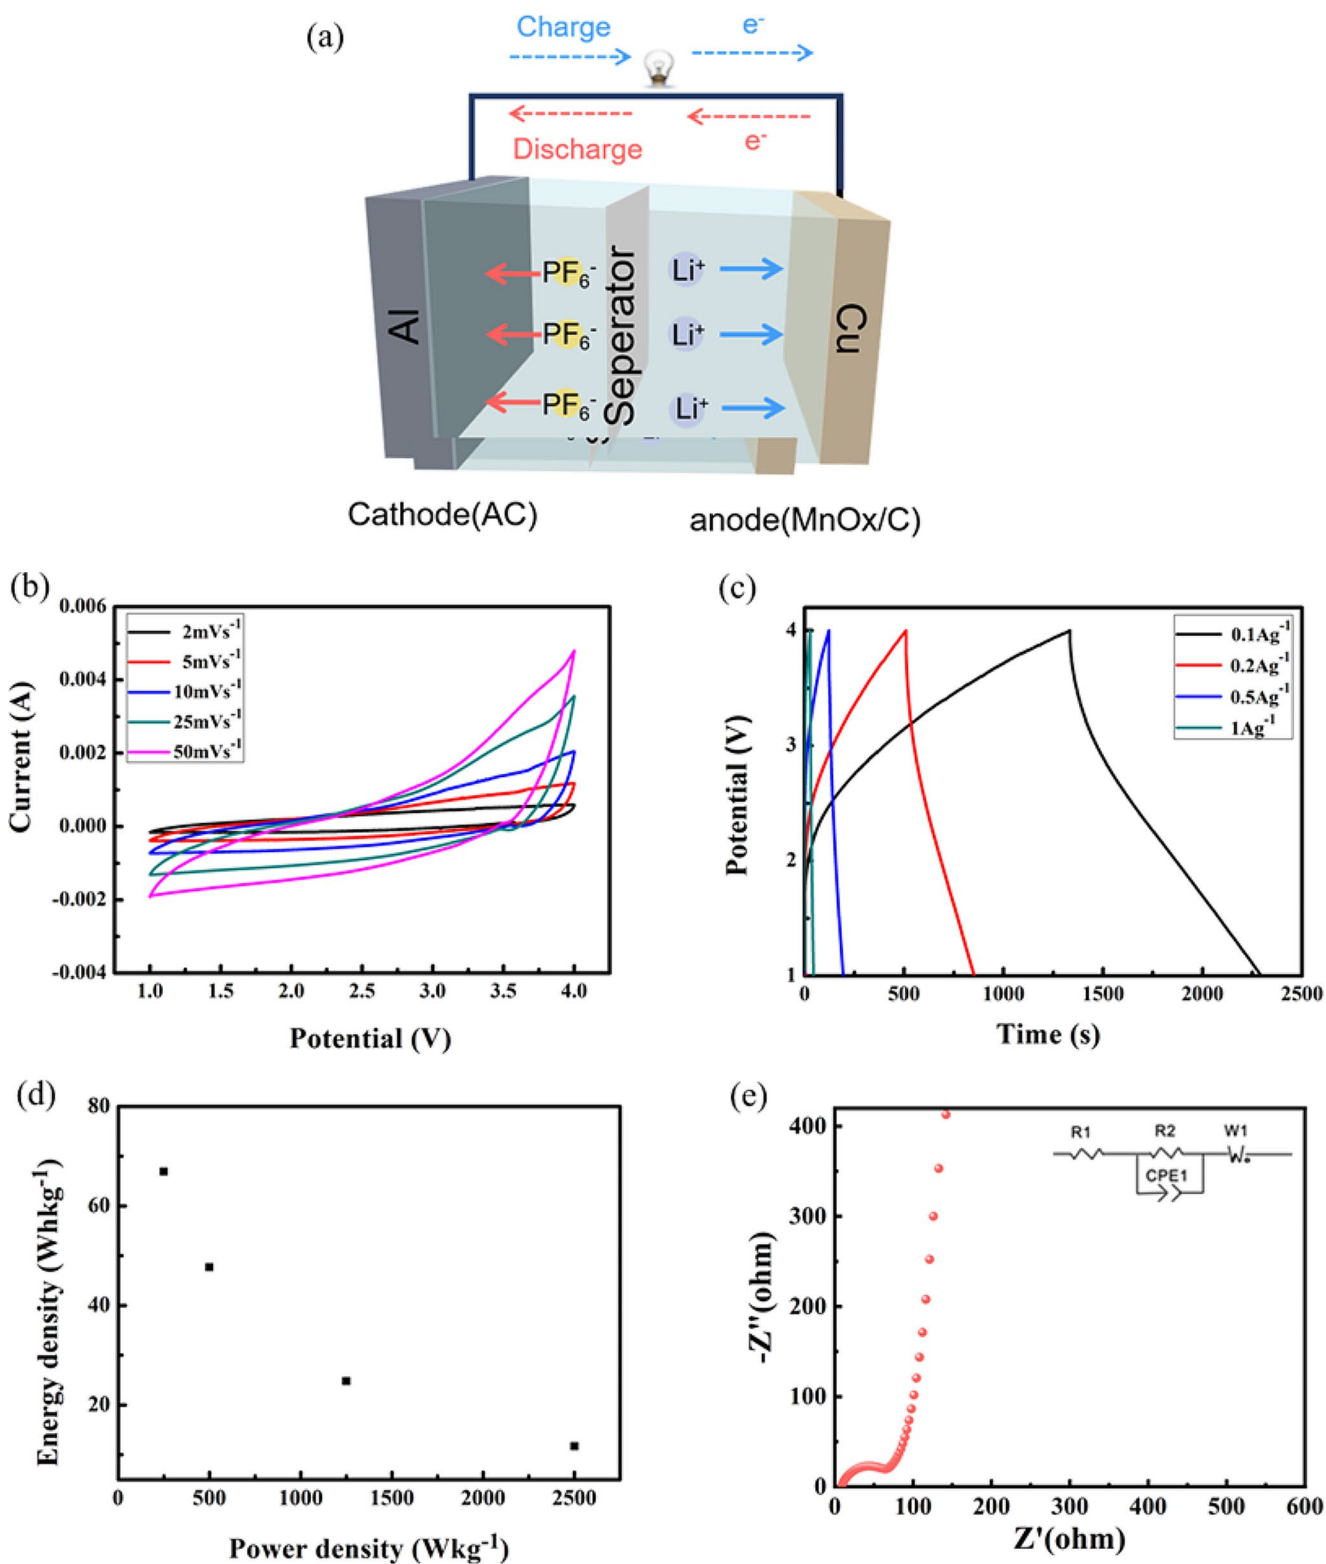 (a)
Charge
e⁻
Discharge
e⁻
Al
PF₆⁻
PF₆⁻
PF₆⁻
Seperator
Li⁺
Li⁺
Li⁺
Cu
Cathode(AC)
anode(MnOx/C)
(b)
0.006
0.004
0.002
0.000
-0.002
-0.004
Current (A)
2mVs⁻¹
5mVs⁻¹
10mVs⁻¹
25mVs⁻¹
50mVs⁻¹
1.0 1.5 2.0 2.5 3.0 3.5 4.0
Potential (V)
(c)
4
3
2
1
Potential (V)
0.1Ag⁻¹
0.2Ag⁻¹
0.5Ag⁻¹
1Ag⁻¹
0 500 1000 1500 2000 2500
Time (s)
(d)
80
60
40
20
Energy density (Whkg⁻¹)
0 500 1000 1500 2000 2500
Power density (Wkg⁻¹)
(e)
400
300
200
100
0
-Z"(ohm)
R1 R2 W1
CPE1
0 100 200 300 400 500 600
Z'(ohm)